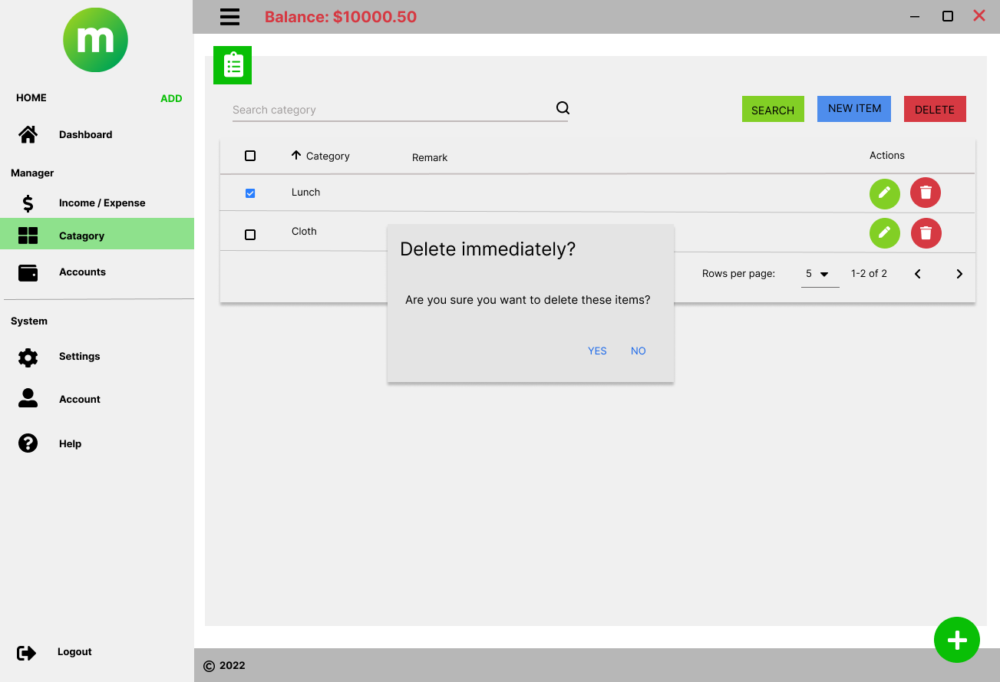 m
Balance: $10000.50
HOME
ADD
Dashboard
Manager
Income / Expense
Catagory
Accounts
System
Settings
Account
Help
Logout
Search category
SEARCH
NEW ITEM
DELETE
Category
Remark
Actions
Lunch
Cloth
Rows per page:
5
1-2 of 2
Delete immediately?
Are you sure you want to delete these items?
YES
NO
© 2022